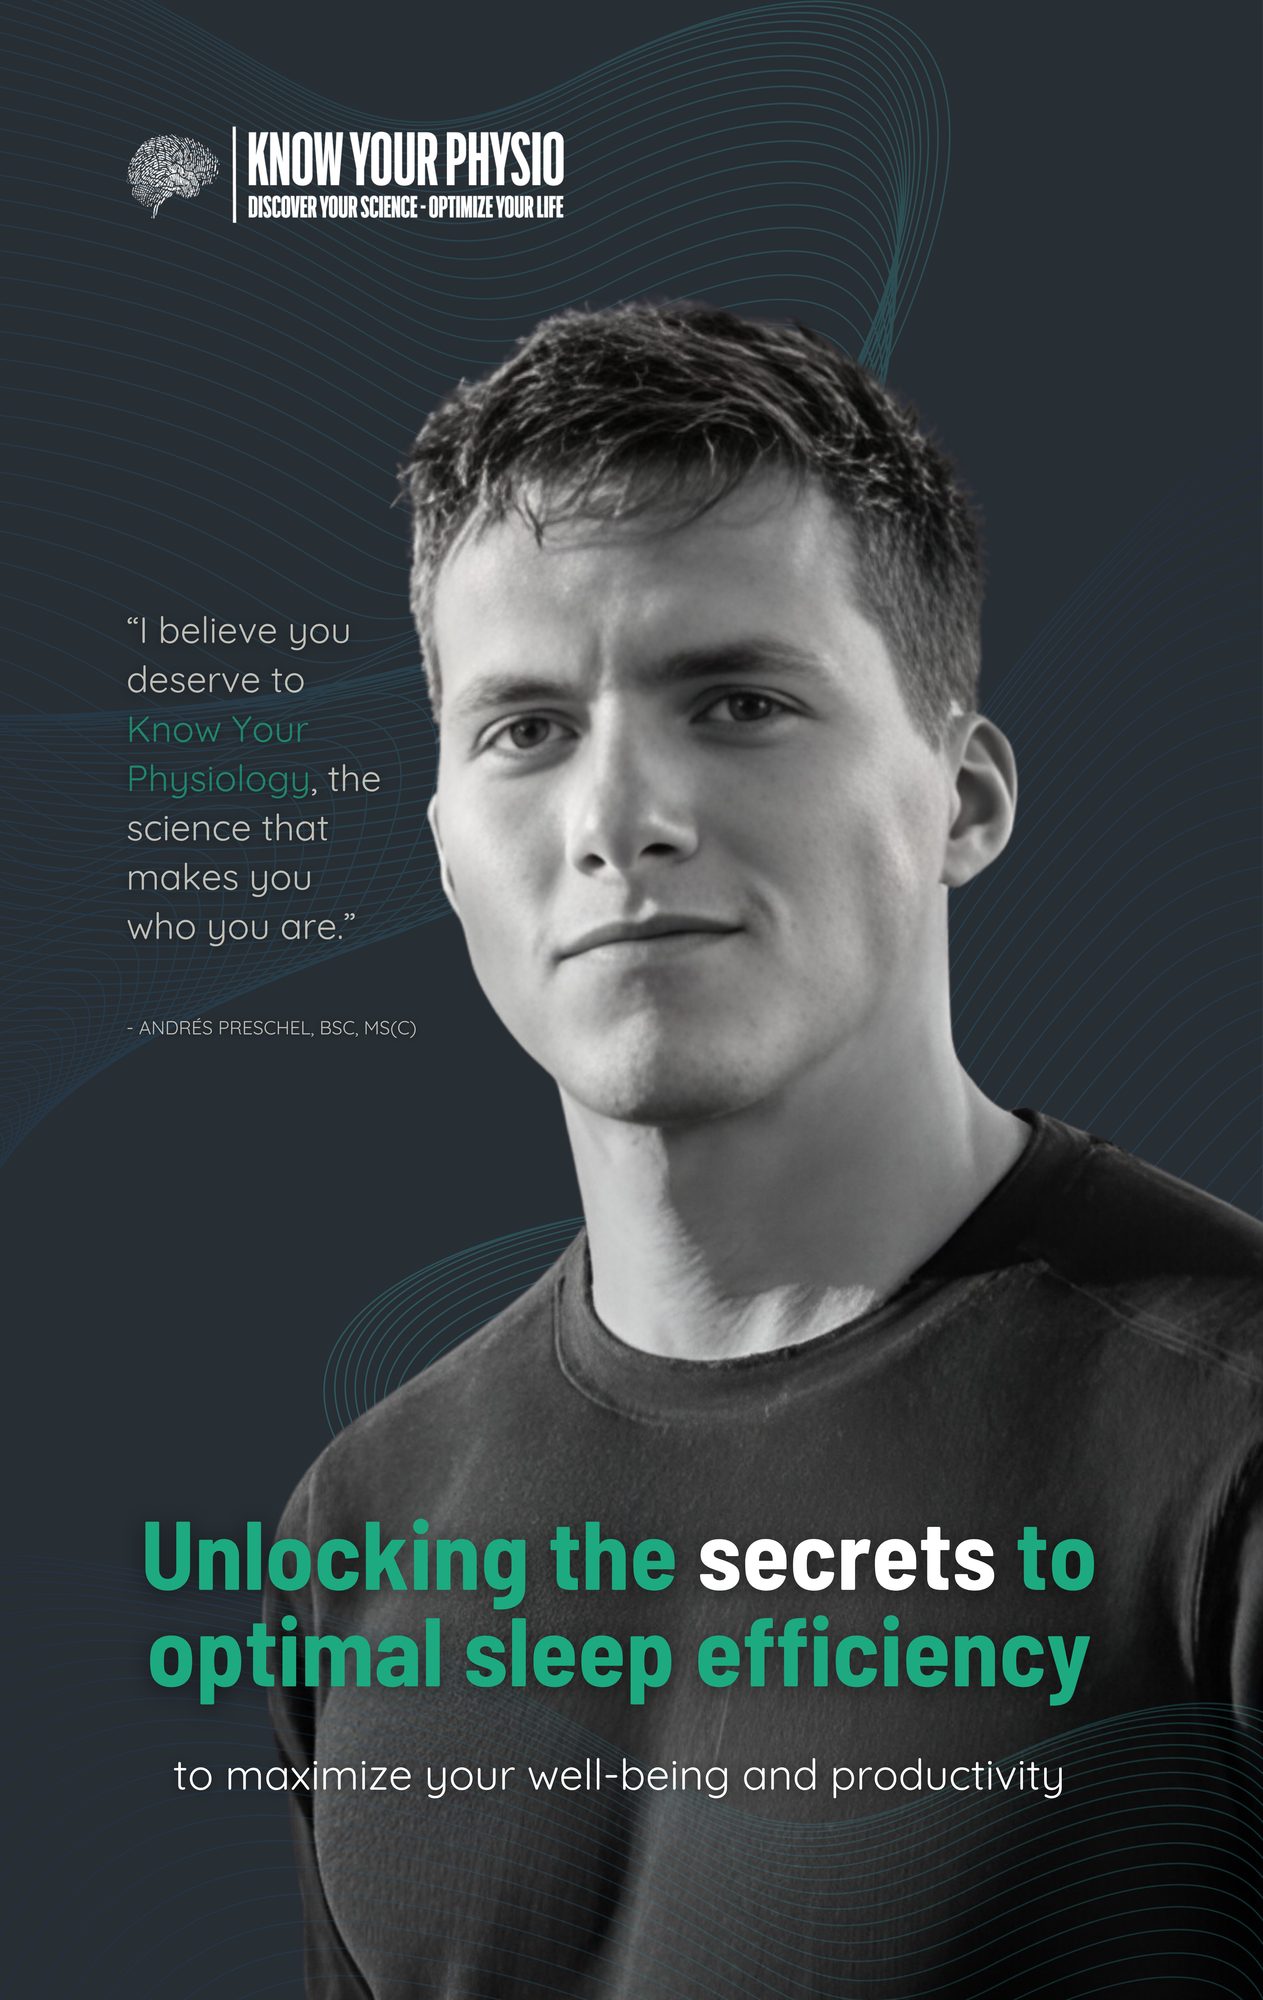 KNOW YOUR PHYSIO
DISCOVER YOUR SCIENCE - OPTIMIZE YOUR LIFE
“I believe you
deserve to
Know Your
Physiology, the
science that
makes you
who you are.”
- ANDRÉS PRESCHEL, BSC, MS(C)
Unlocking the secrets to
optimal sleep efficiency
to maximize your well-being and productivity